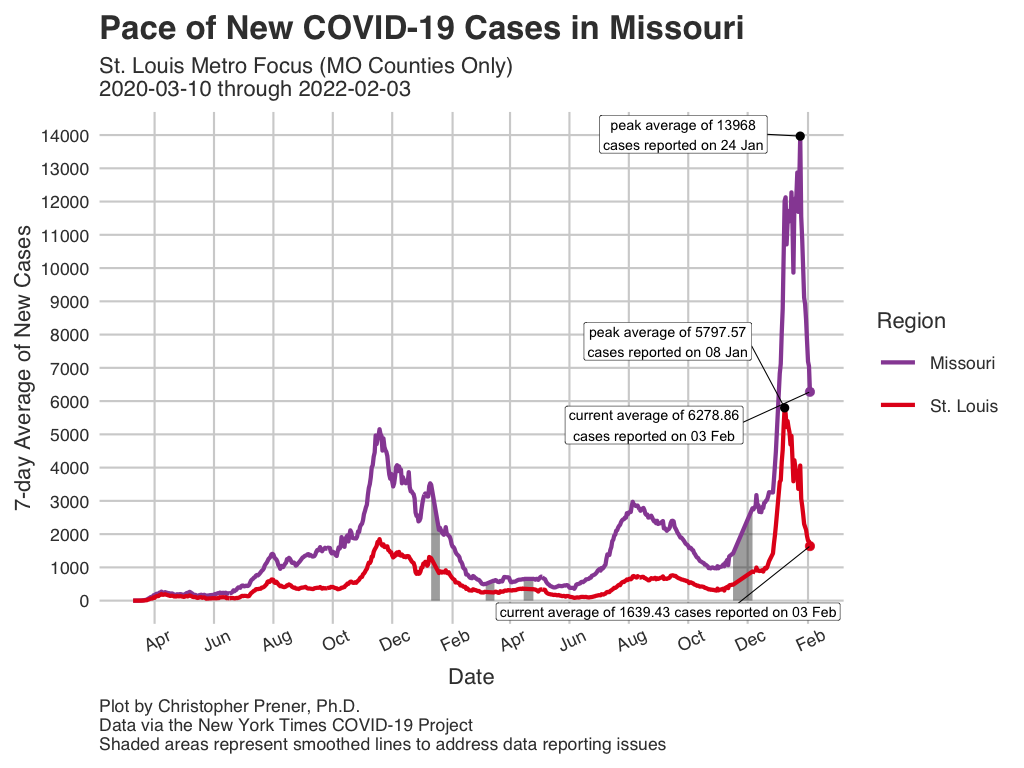 Pace of New COVID-19 Cases in Missouri
St. Louis Metro Focus (MO Counties Only)
2020-03-10 through 2022-02-03
7-day Average of New Cases
14000
13000
12000
11000
10000
9000
8000
7000
6000
5000
4000
3000
2000
1000
0
peak average of 13968
cases reported on 24 Jan
peak average of 5797.57
cases reported on 08 Jan
current average of 6278.86
cases reported on 03 Feb
current average of 1639.43 cases reported on 03 Feb
Apr
Jun
Aug
Oct
Dec
Feb
Apr
Jun
Aug
Oct
Dec
Feb
Date
Region
Missouri
St. Louis
Plot by Christopher Prener, Ph.D.
Data via the New York Times COVID-19 Project
Shaded areas represent smoothed lines to address data reporting issues